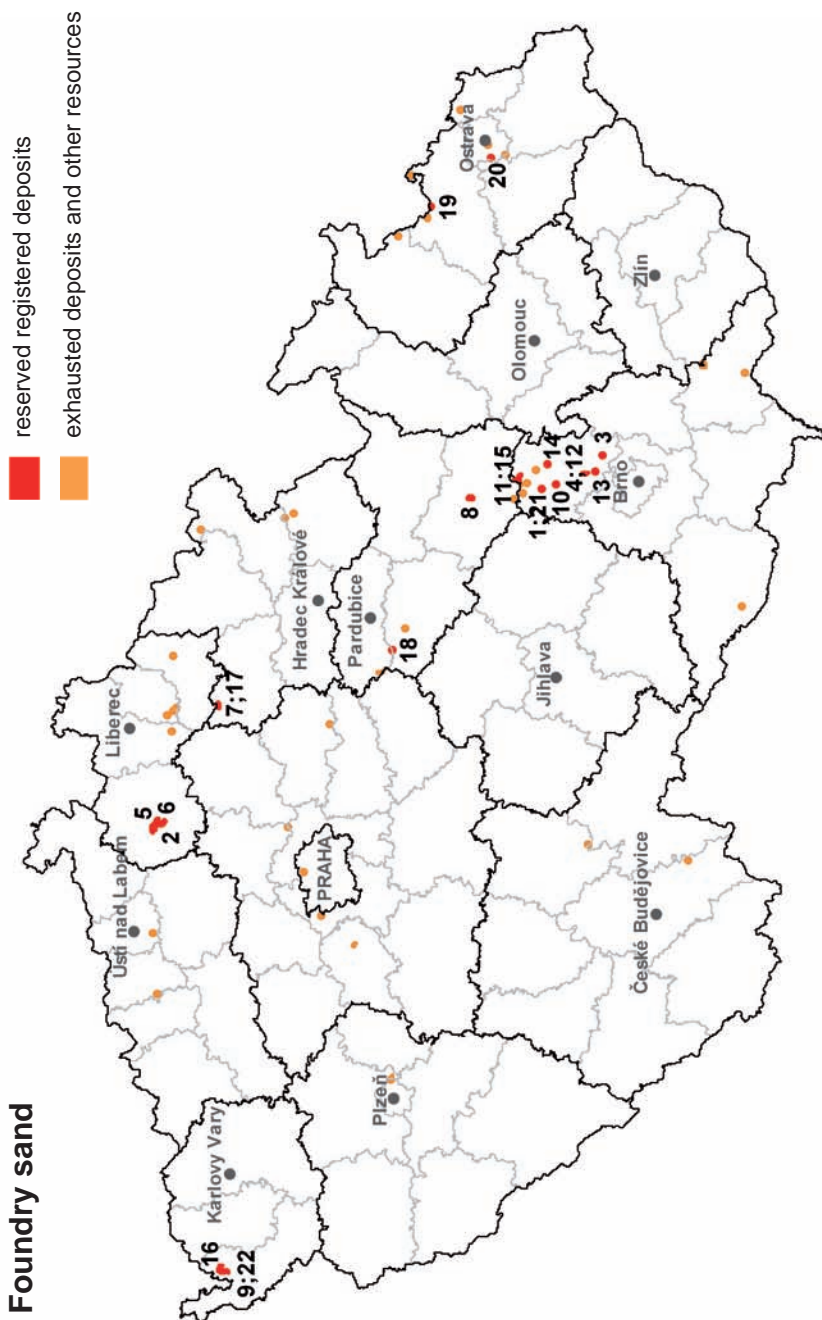 Foundry sand
reserved registered deposits
exhausted deposits and other resources
Ústí nad Labem
Liberec
5
6
2
7;17
Karlovy Vary
16
9;22
Hradec Králové
PRAHA
Pardubice
18
Plzeň
8
19
Ostrava
20
11;15
14
1;21
10
4;12
3
13
Brno
Olomouc
Zlín
Jihlava
České Budějovice